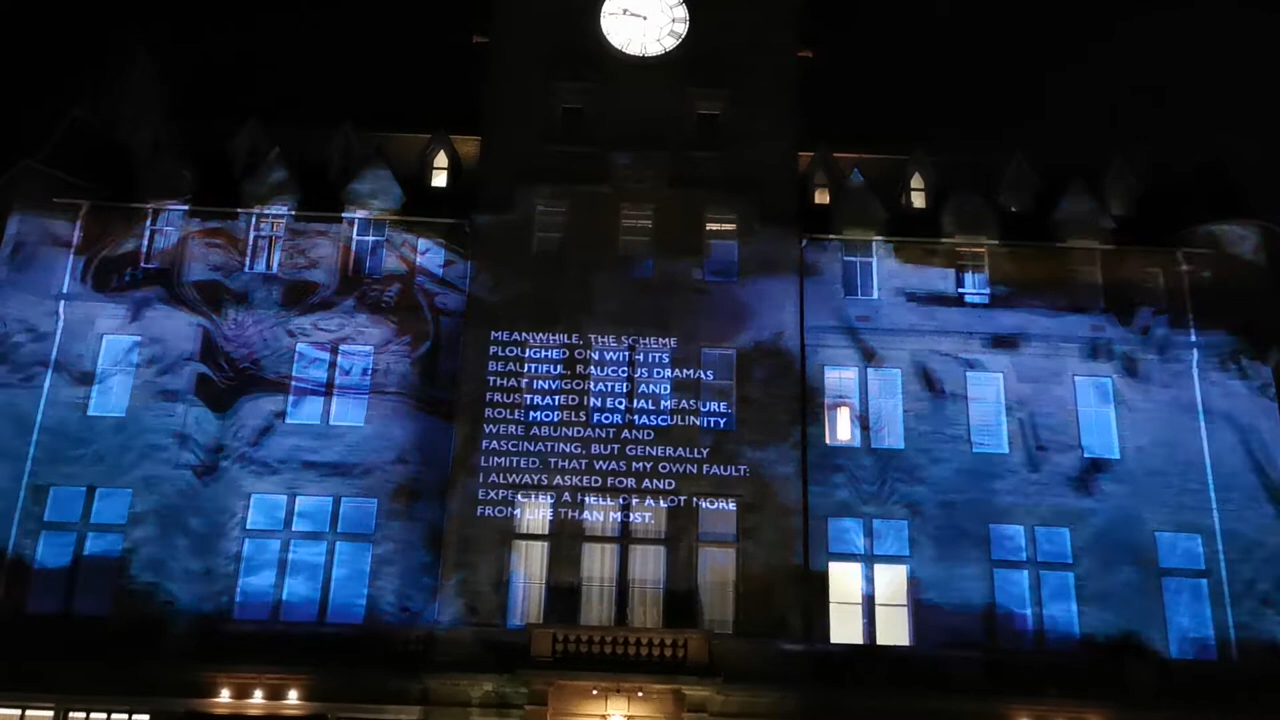 MEANWHILE, THE SCHEME
PLOUGHED ON WITH ITS
BEAUTIFUL, RAUCOUS DRAMAS
THAT INVIGORATED AND
FRUSTRATED IN EQUAL MEASURE.
ROLE MODELS FOR MASCULINITY
WERE ABUNDANT AND
FASCINATING, BUT GENERALLY
LIMITED. THAT WAS MY OWN FAULT:
I ALWAYS ASKED FOR AND
EXPECTED A HELL OF A LOT MORE
FROM LIFE THAN MOST.